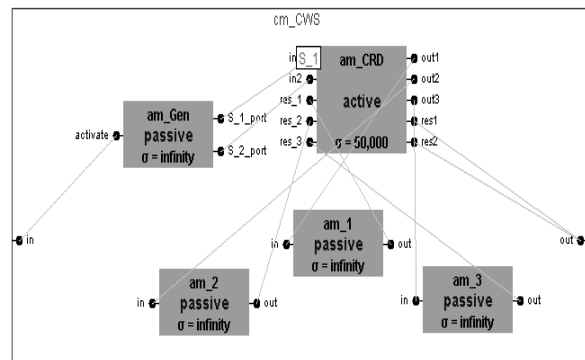 cm_CWS
in
S_1
am_CRD
out1
in2
out2
res_1
active
out3
res_2
res1
res_3
σ = 50,000
res2
am_Gen
S_1_port
activate
passive
σ = infinity
S_2_port
in
out
am_1
in
passive
out
σ = infinity
am_2
in
passive
out
σ = infinity
am_3
in
passive
out
σ = infinity